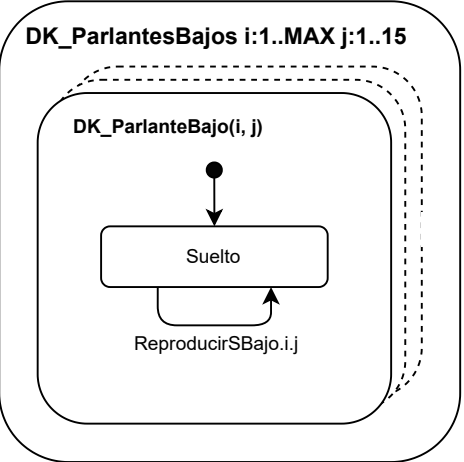 DK_ParlantesBajos i:1..MAX j:1..15
DK_ParlanteBajo(i, j)
Suelto
ReproducirSBajo.i.j